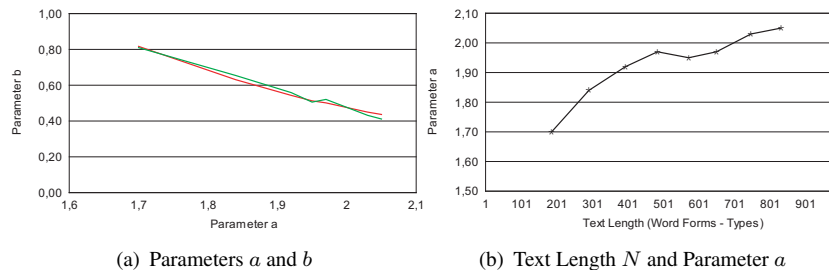 1,00
0,80
0,60
0,40
0,20
0,00
1,6 1,7 1,8 1,9 2 2,1
Parameter b
Parameter a
(a) Parameters a and b
2,10
2,00
1,90
1,80
1,70
1,60
1,50
1 101 201 301 401 501 601 701 801 901
Parameter a
Text Length (Word Forms - Types)
(b) Text Length N and Parameter a